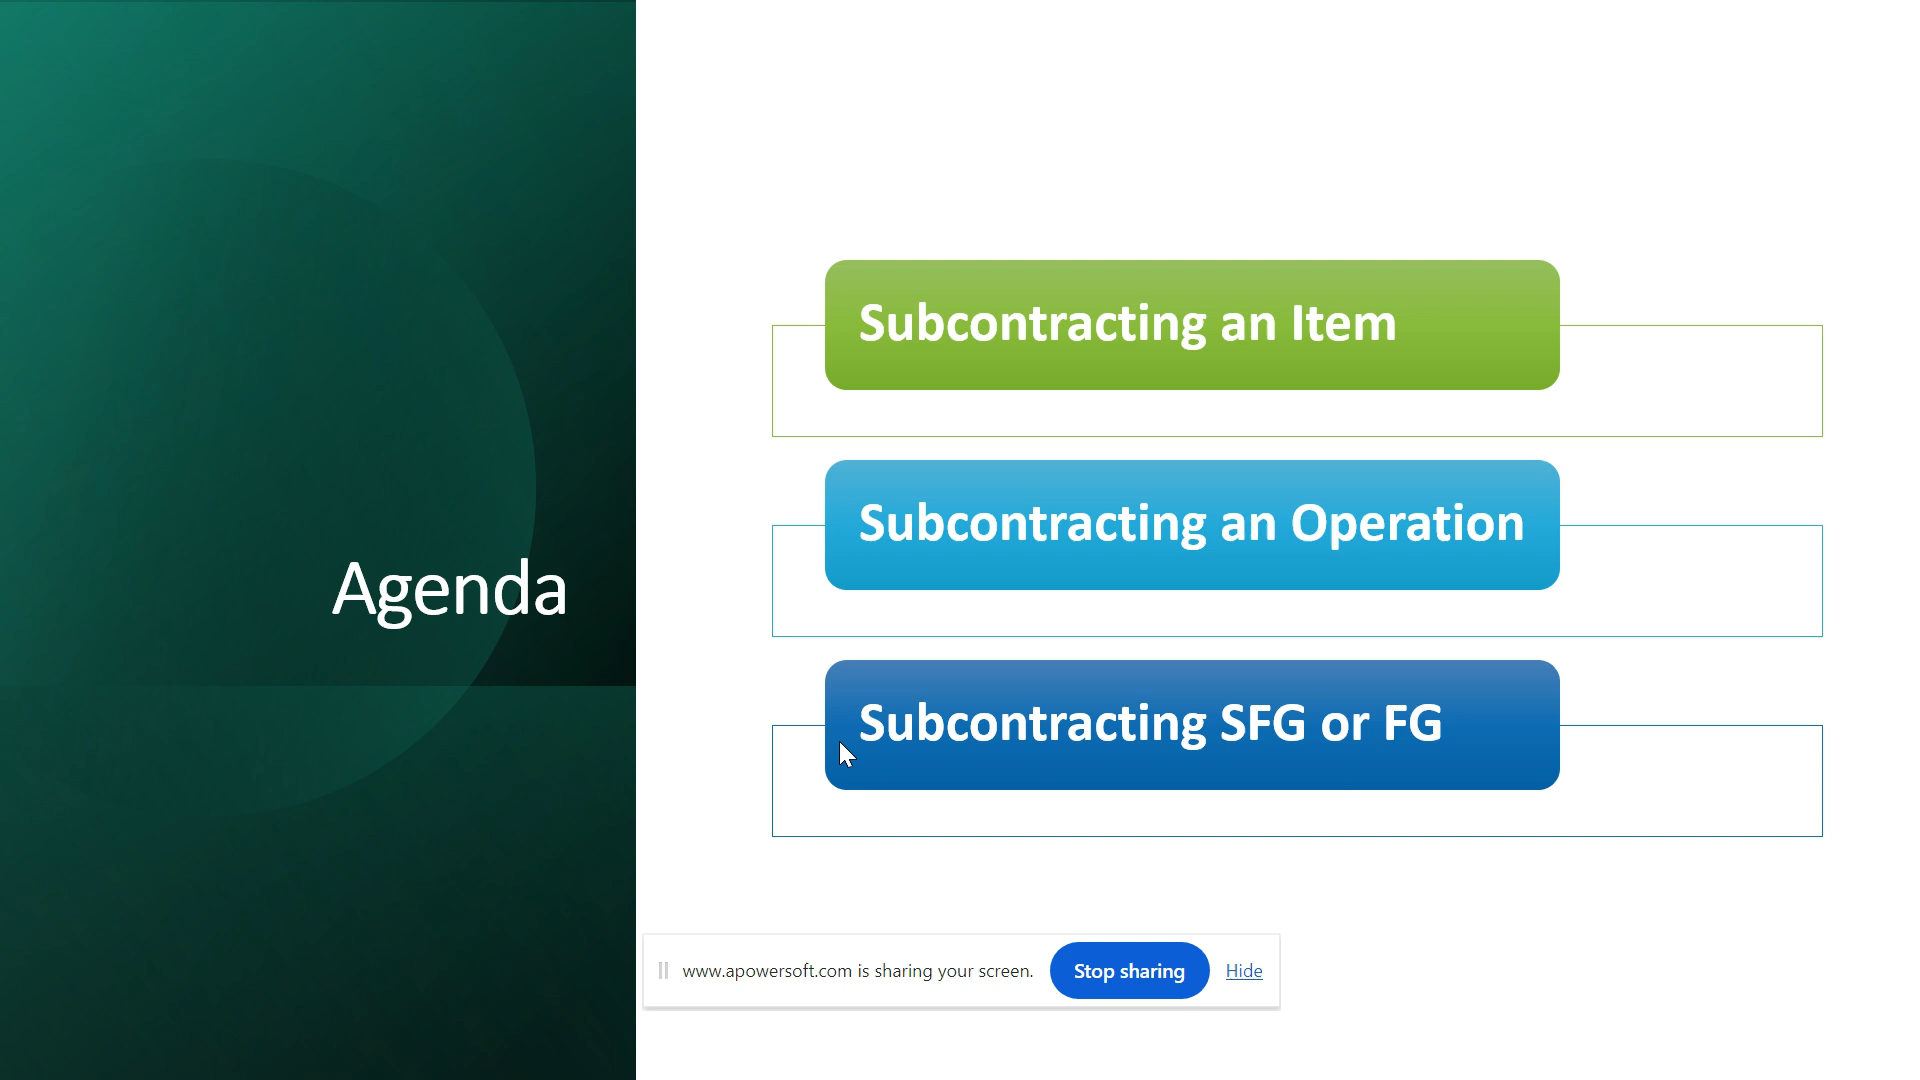 Agenda
Subcontracting an Item
Subcontracting an Operation
Subcontracting SFG or FG
www.apowersoft.com is sharing your screen. Stop sharing Hide